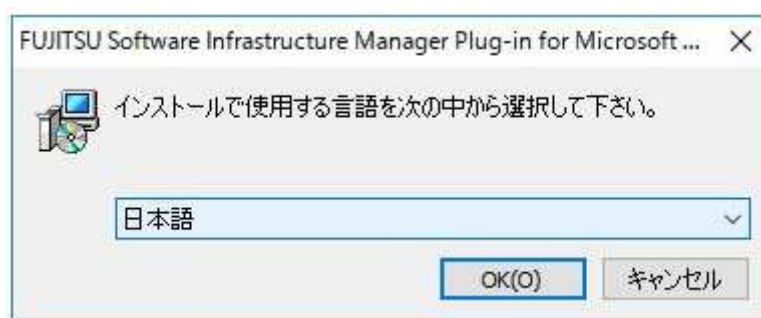 FUJITSU Software Infrastructure Manager Plug-in for Microsoft ...
インストールで使用する言語を次の中から選択して下さい。
日本語
OK(O)
キャンセル